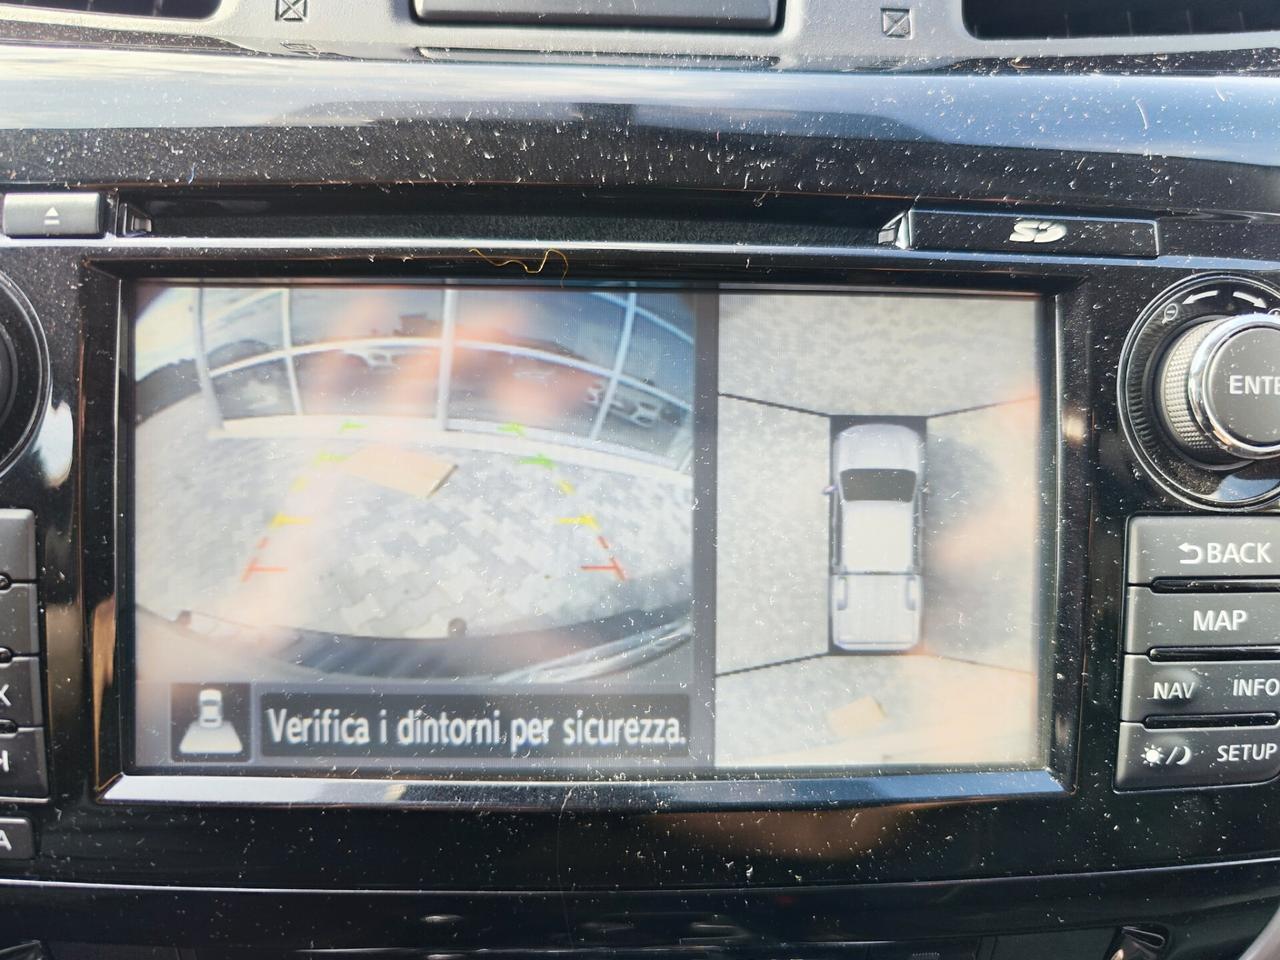 SD
ENTE
BACK
MAP
NAV INFO
SETUP
X
H
A
Verifica i dintorni per sicurezza.